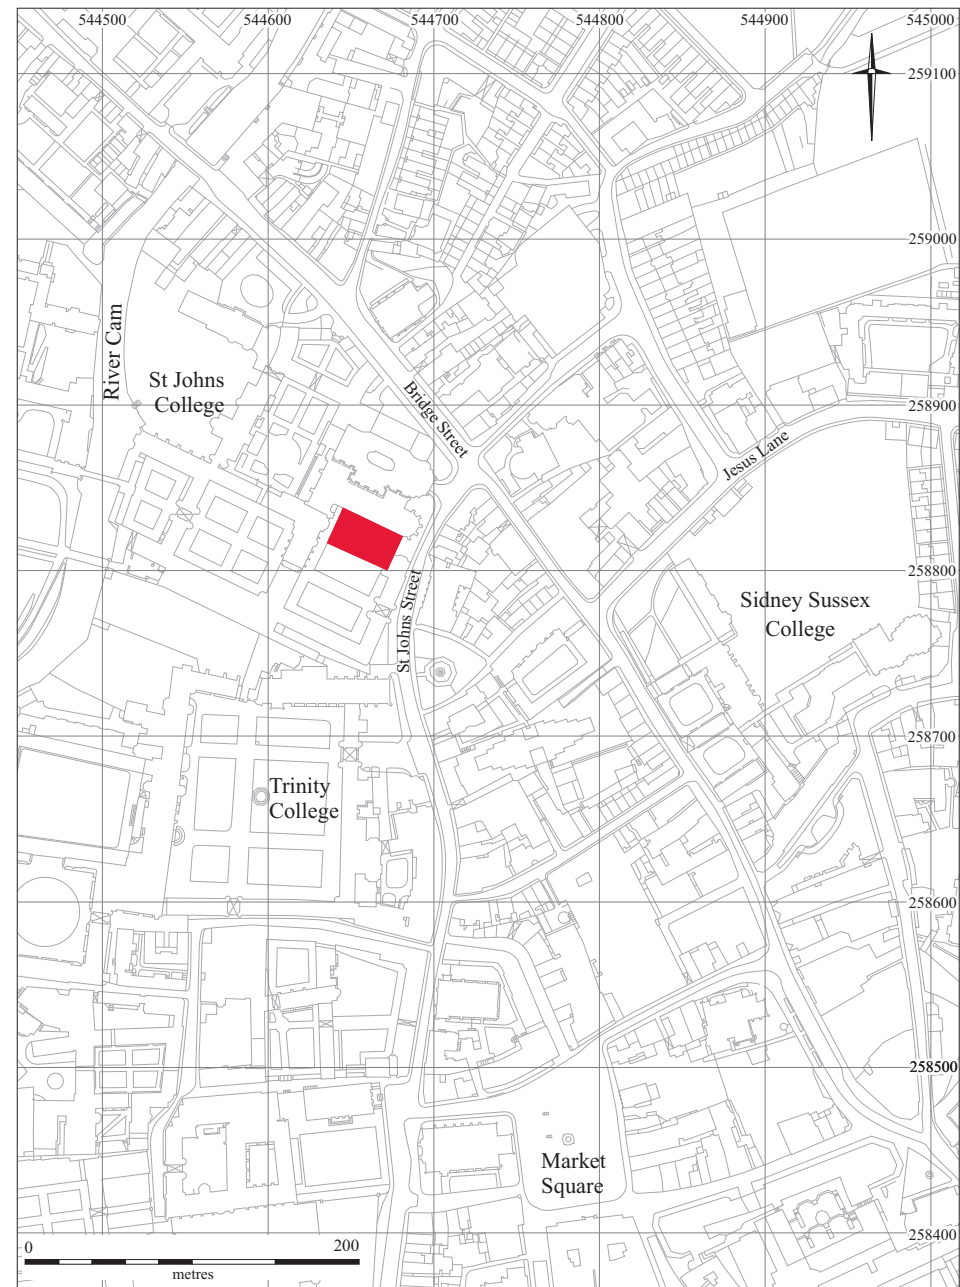 544500 544600 544700 544800 544900 545000
259100
259000
River Cam
St Johns
College
Bridge Street
258900
Jesus Lane
258800
St Johns Street
Sidney Sussex
College
258700
Trinity
College
258600
258500
Market
Square
258400
0 200
metres